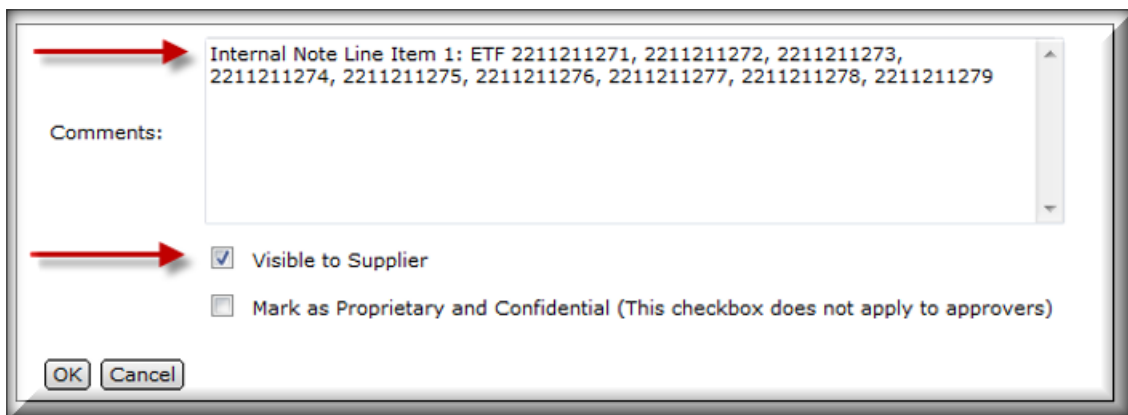 Internal Note Line Item 1: ETF 2211211271, 2211211272, 2211211273,
2211211274, 2211211275, 2211211276, 2211211277, 2211211278, 2211211279
Comments:
Visible to Supplier
Mark as Proprietary and Confidential (This checkbox does not apply to approvers)
OK Cancel